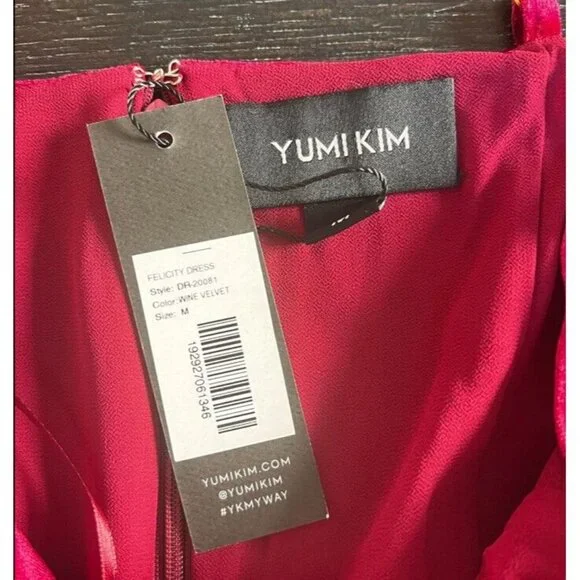 YUMI KIM
M
FELICITY DRESS
Style: DR-20081
Color: WINE VELVET
Size: M
192927061346
YUMIKIM.COM
@YUMIKIM
#YKMYWAY